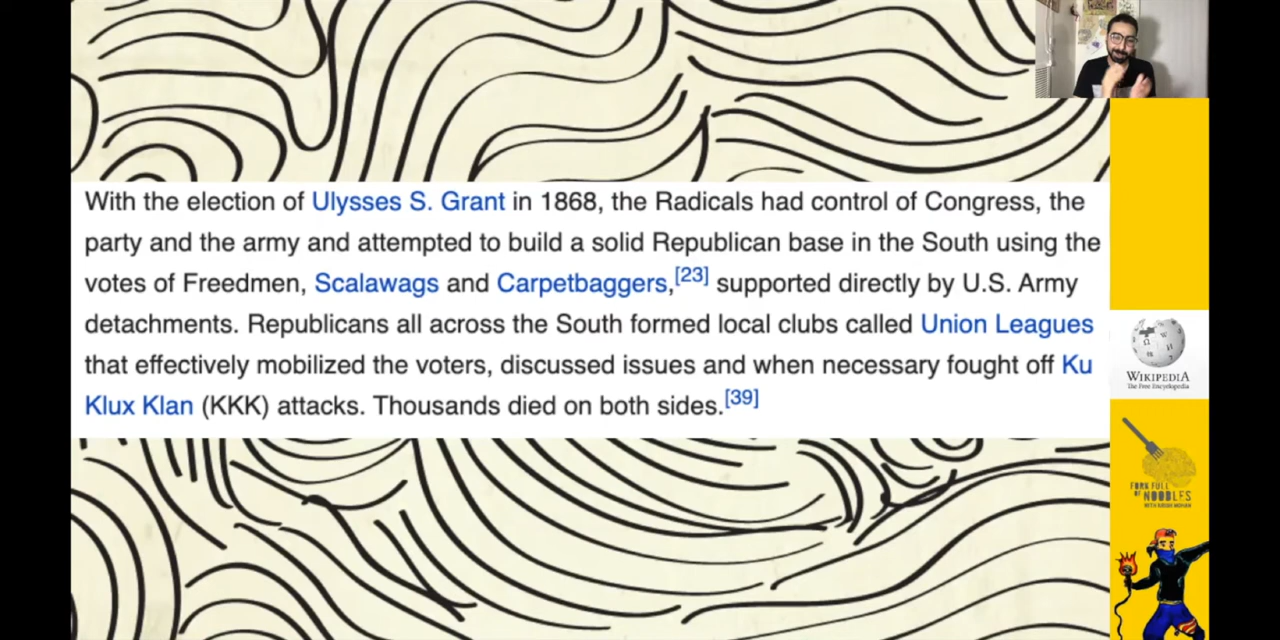 With the election of Ulysses S. Grant in 1868, the Radicals had control of Congress, the
party and the army and attempted to build a solid Republican base in the South using the
votes of Freedmen, Scalawags and Carpetbaggers,[23] supported directly by U.S. Army
detachments. Republicans all across the South formed local clubs called Union Leagues
that effectively mobilized the voters, discussed issues and when necessary fought off Ku
Klux Klan (KKK) attacks. Thousands died on both sides.[39]
WIKIPEDIA
The Free Encyclopedia
FORK FULL
OF NOODLES